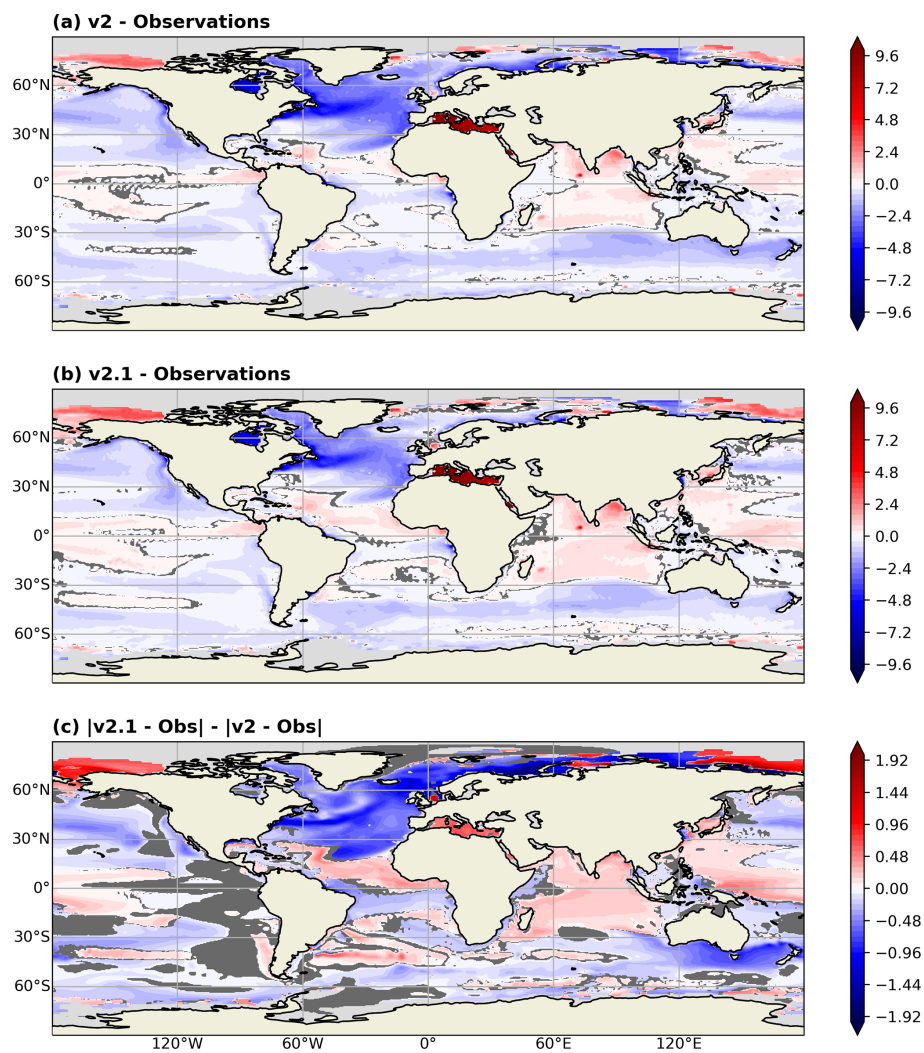 (a) v2 - Observations
60°N
30°N
0°
30°S
60°S
9.6
7.2
4.8
2.4
0.0
−2.4
−4.8
−7.2
−9.6
(b) v2.1 - Observations
60°N
30°N
0°
30°S
60°S
9.6
7.2
4.8
2.4
0.0
−2.4
−4.8
−7.2
−9.6
(c) |v2.1 - Obs| - |v2 - Obs|
60°N
30°N
0°
30°S
60°S
120°W
60°W
0°
60°E
120°E
1.92
1.44
0.96
0.48
0.00
−0.48
−0.96
−1.44
−1.92